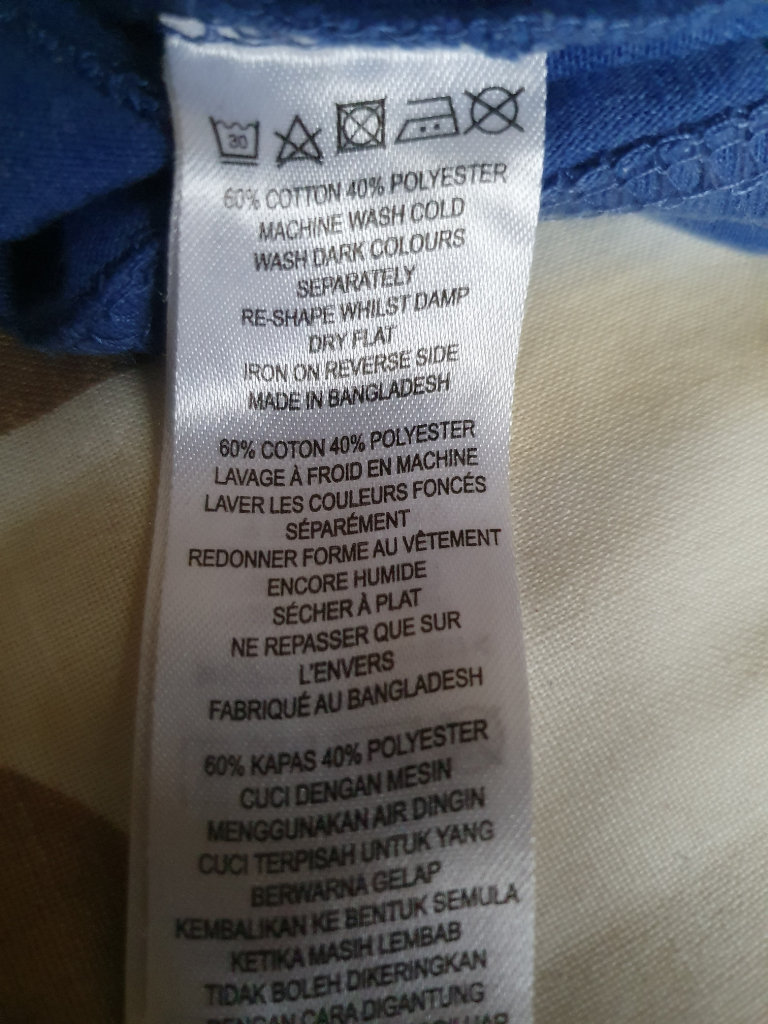 30
60% COTTON 40% POLYESTER
MACHINE WASH COLD
WASH DARK COLOURS
SEPARATELY
RE-SHAPE WHILST DAMP
DRY FLAT
IRON ON REVERSE SIDE
MADE IN BANGLADESH
60% COTON 40% POLYESTER
LAVAGE À FROID EN MACHINE
LAVER LES COULEURS FONCÉS
SÉPARÉMENT
REDONNER FORME AU VÊTEMENT
ENCORE HUMIDE
SÉCHER À PLAT
NE REPASSER QUE SUR
L'ENVERS
FABRIQUÉ AU BANGLADESH
60% KAPAS 40% POLYESTER
CUCI DENGAN MESIN
MENGGUNAKAN AIR DINGIN
CUCI TERPISAH UNTUK YANG
BERWARNA GELAP
KEMBALIKAN KE BENTUK SEMULA
KETIKA MASIH LEMBAB
TIDAK BOLEH DIKERINGKAN
DENGAN CARA DIGANTUNG